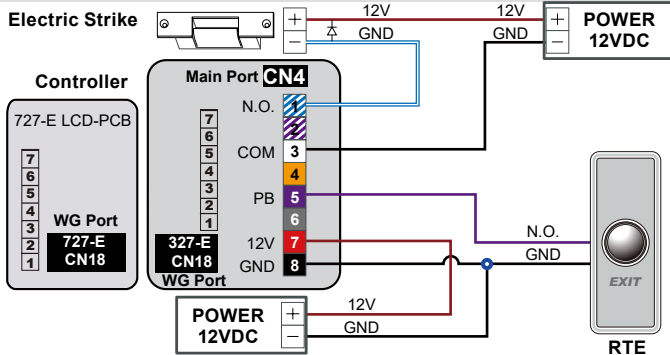 Electric Strike
+
−
12V
GND
12V
GND
+
−
POWER
12VDC
Controller
727-E LCD-PCB
7
6
5
4
3
2
1
WG Port
727-E
CN18
Main Port CN4
7
6
5
4
3
2
1
N.O.
COM
PB
12V
GND
1
2
3
4
5
6
7
8
327-E
CN18
WG Port
POWER
12VDC
+
−
12V
GND
N.O.
GND
EXIT
RTE